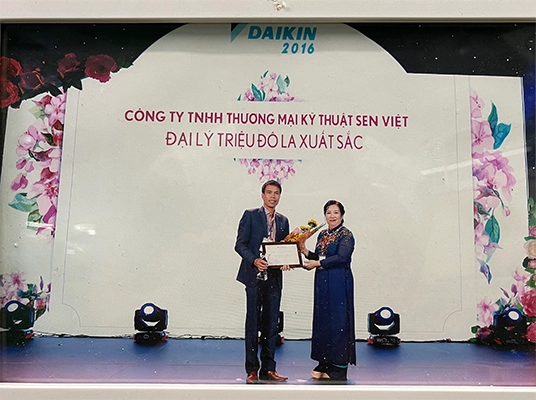 DAIKIN
2016
CÔNG TY TNHH THƯƠNG MẠI KỸ THUẬT SEN VIỆT
ĐẠI LÝ TRIỆU ĐÔ LA XUẤT SẮC